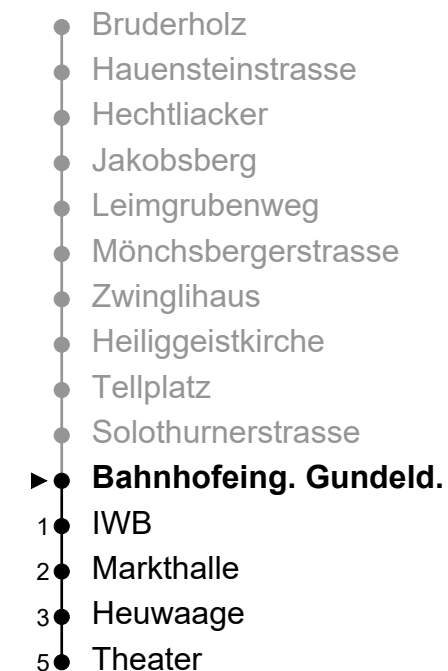 Bruderholz
Hauensteinstrasse
Hechtliacker
Jakobsberg
Leimgrubenweg
Mönchsbergerstrasse
Zwinglihaus
Heiliggeistkirche
Tellplatz
Solothurnerstrasse
Bahnhofeing. Gundeld.
1 IWB
2 Markthalle
3 Heuwaage
5 Theater